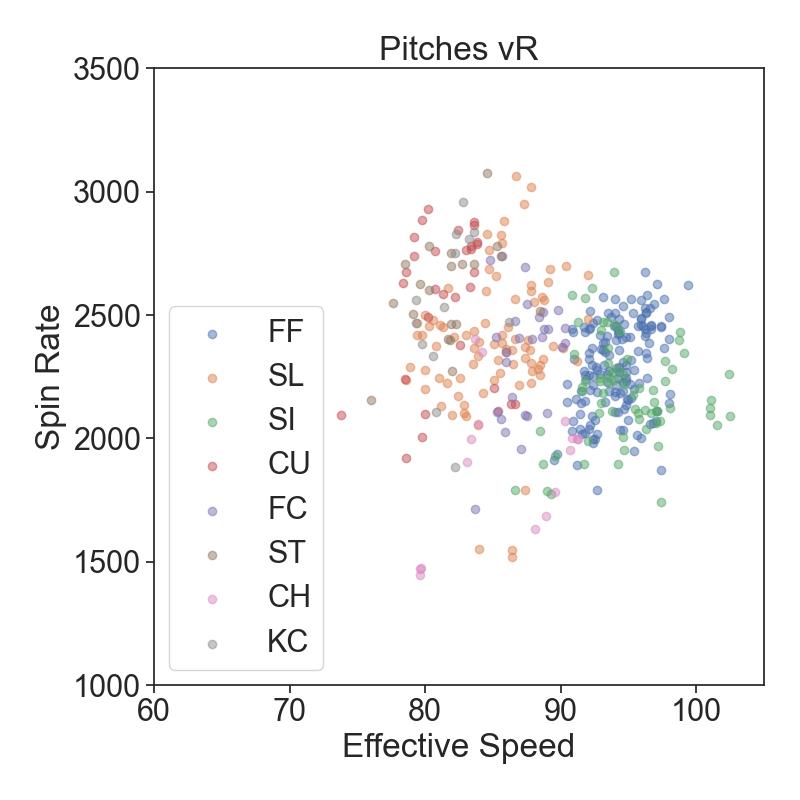 Pitches vR
3500
3000
2500
2000
1500
1000
Spin Rate
FF
SL
SI
CU
FC
ST
CH
KC
60 70 80 90 100
Effective Speed